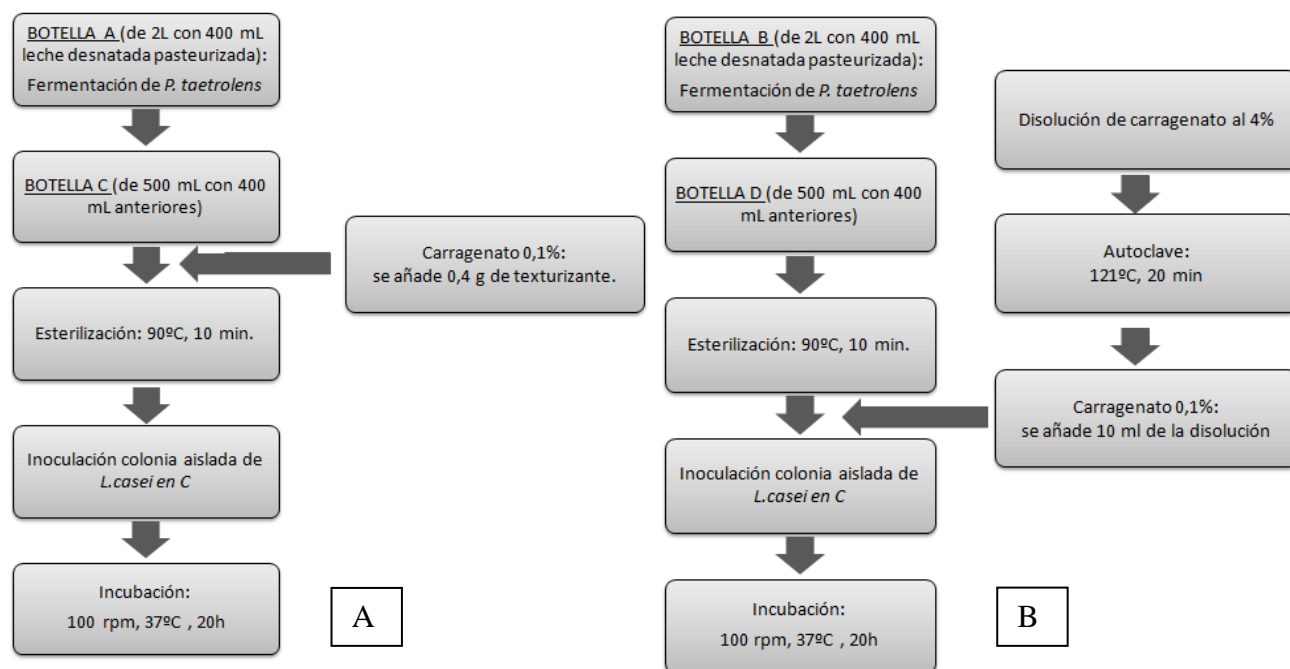 BOTELLA A (de 2L con 400 mL
leche desnatada pasteurizada):
Fermentación de P. taetrolens
BOTELLA C (de 500 mL con 400
mL anteriores)
Carragenato 0,1%:
se añade 0,4 g de texturizante.
Esterilización: 90ºC, 10 min.
Inoculación colonia aislada de
L.casei en C
Incubación:
100 rpm, 37ºC , 20h
A
BOTELLA B (de 2L con 400 mL
leche desnatada pasteurizada):
Fermentación de P. taetrolens
BOTELLA D (de 500 mL con 400
mL anteriores)
Esterilización: 90ºC, 10 min.
Inoculación colonia aislada de
L.casei en C
Incubación:
100 rpm, 37ºC , 20h
Disolución de carragenato al 4%
Autoclave:
121ºC, 20 min
Carragenato 0,1%:
se añade 10 ml de la disolución
B